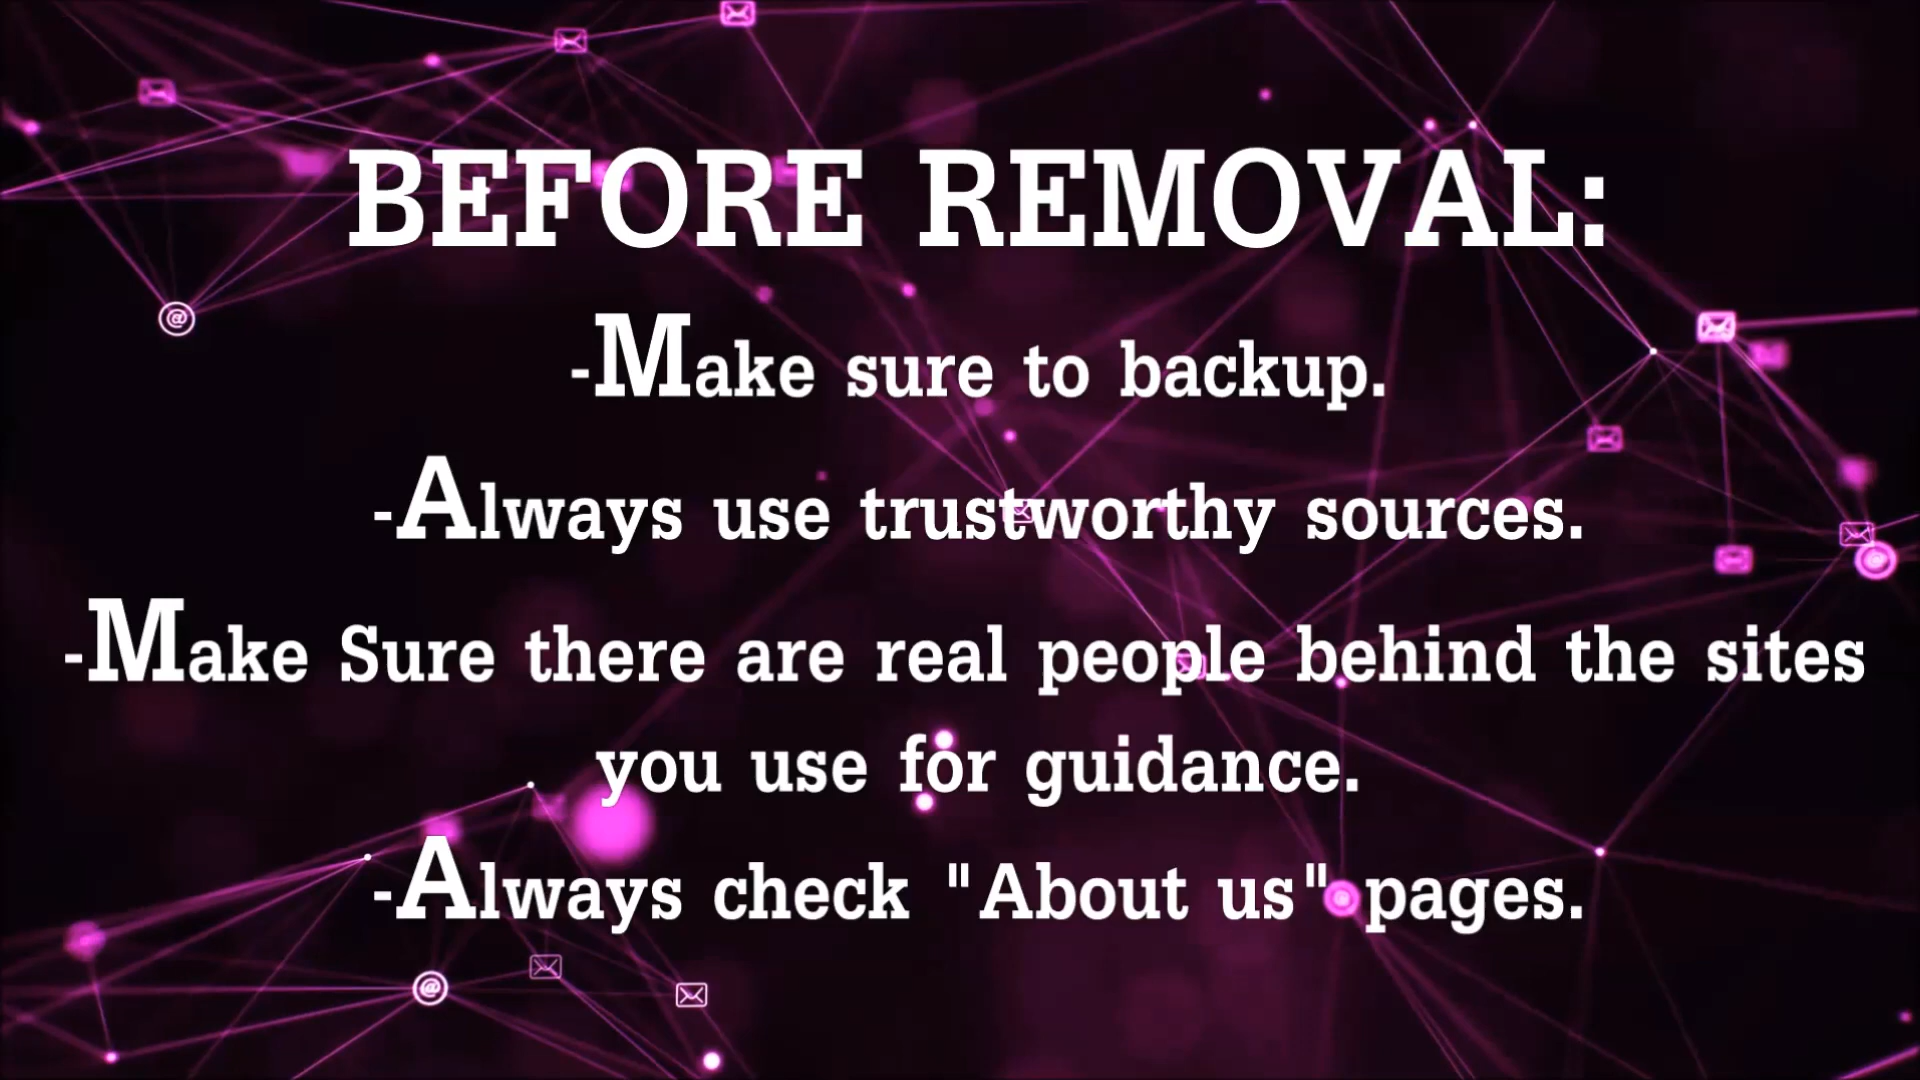 BEFORE REMOVAL:
-Make sure to backup.
-Always use trustworthy sources.
-Make Sure there are real people behind the sites
you use for guidance.
-Always check "About us" pages.